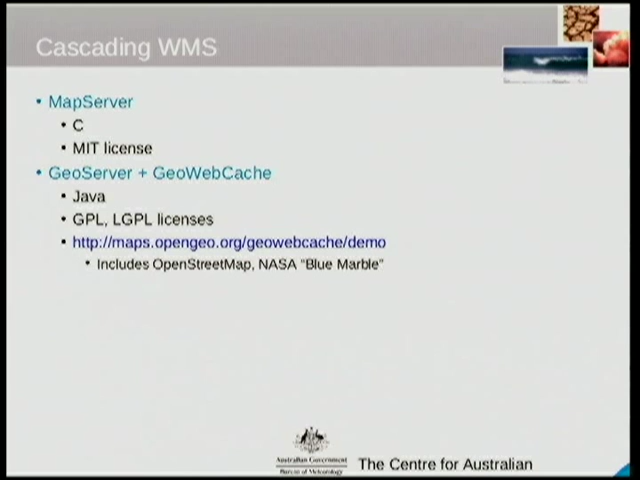 Cascading WMS
• MapServer
• C
• MIT license
• GeoServer + GeoWebCache
▪ Java
• GPL, LGPL licenses
▪ http://maps.opengeo.org/geowebcache/demo
• Includes OpenStreetMap, NASA "Blue Marble"
Australian Government
Bureau of Meteorology
The Centre for Australian